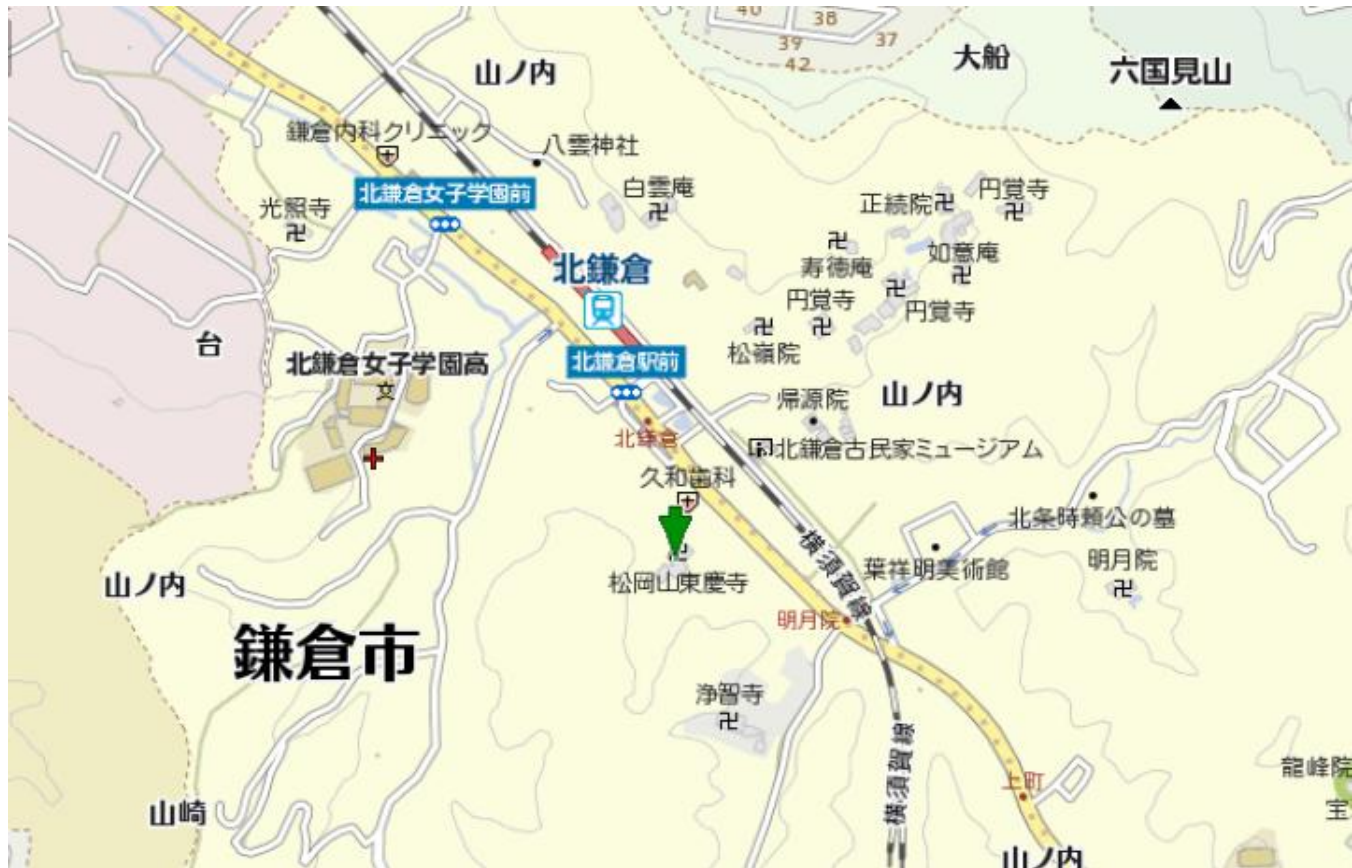 40
38
39
37
42
大船
六国見山
山ノ内
鎌倉内科クリニック
八雲神社
北鎌倉女子学園前
白雲庵
正続院
円覚寺
光照寺
寿徳庵
如意庵
北鎌倉
円覚寺
円覚寺
台
松嶺院
北鎌倉女子学園高
北鎌倉駅前
帰源院
山ノ内
北鎌倉
北鎌倉古民家ミュージアム
久和歯科
北条時頼公の墓
横須賀線
葉祥明美術館
明月院
山ノ内
松岡山東慶寺
明月院
鎌倉市
浄智寺
横須賀線
龍峰院
上町
山崎
宝
山ノ内